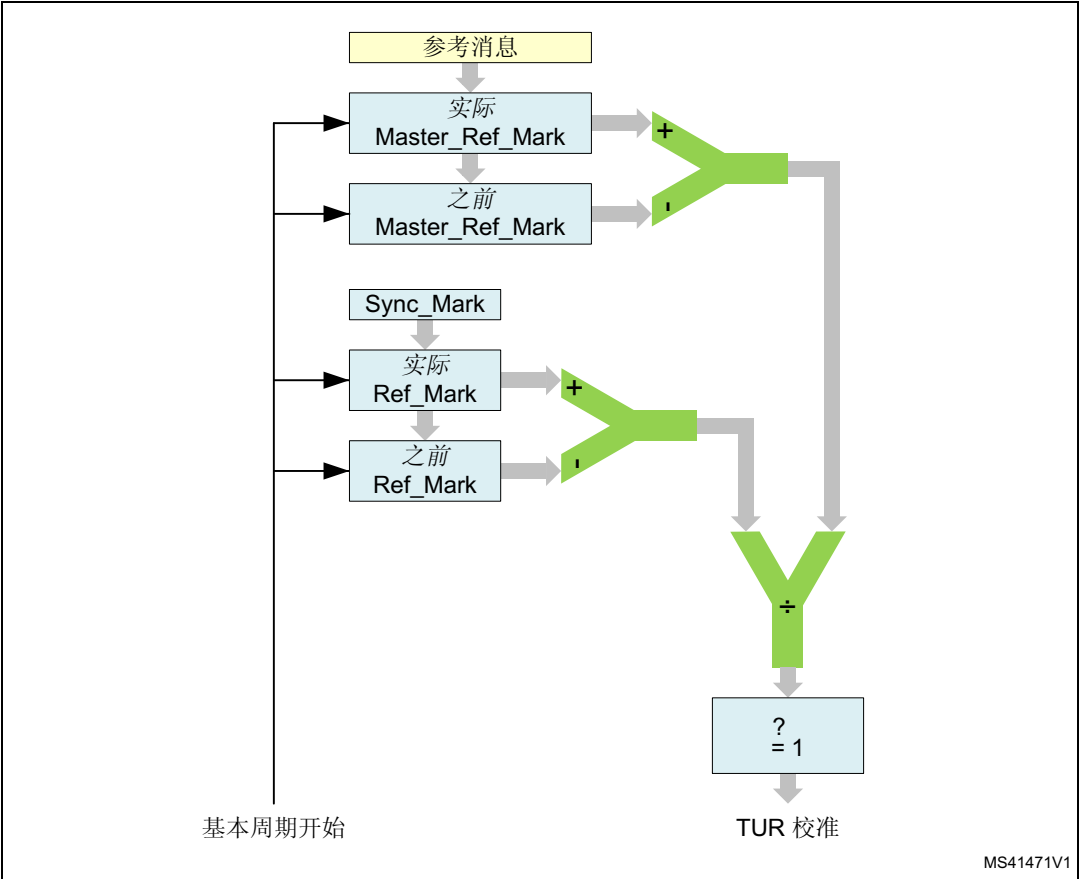 参考消息
实际
Master_Ref_Mark
+
之前
Master_Ref_Mark
-
Sync_Mark
实际
Ref_Mark
+
之前
Ref_Mark
-
÷
?
= 1
基本周期开始
TUR 校准
MS41471V1